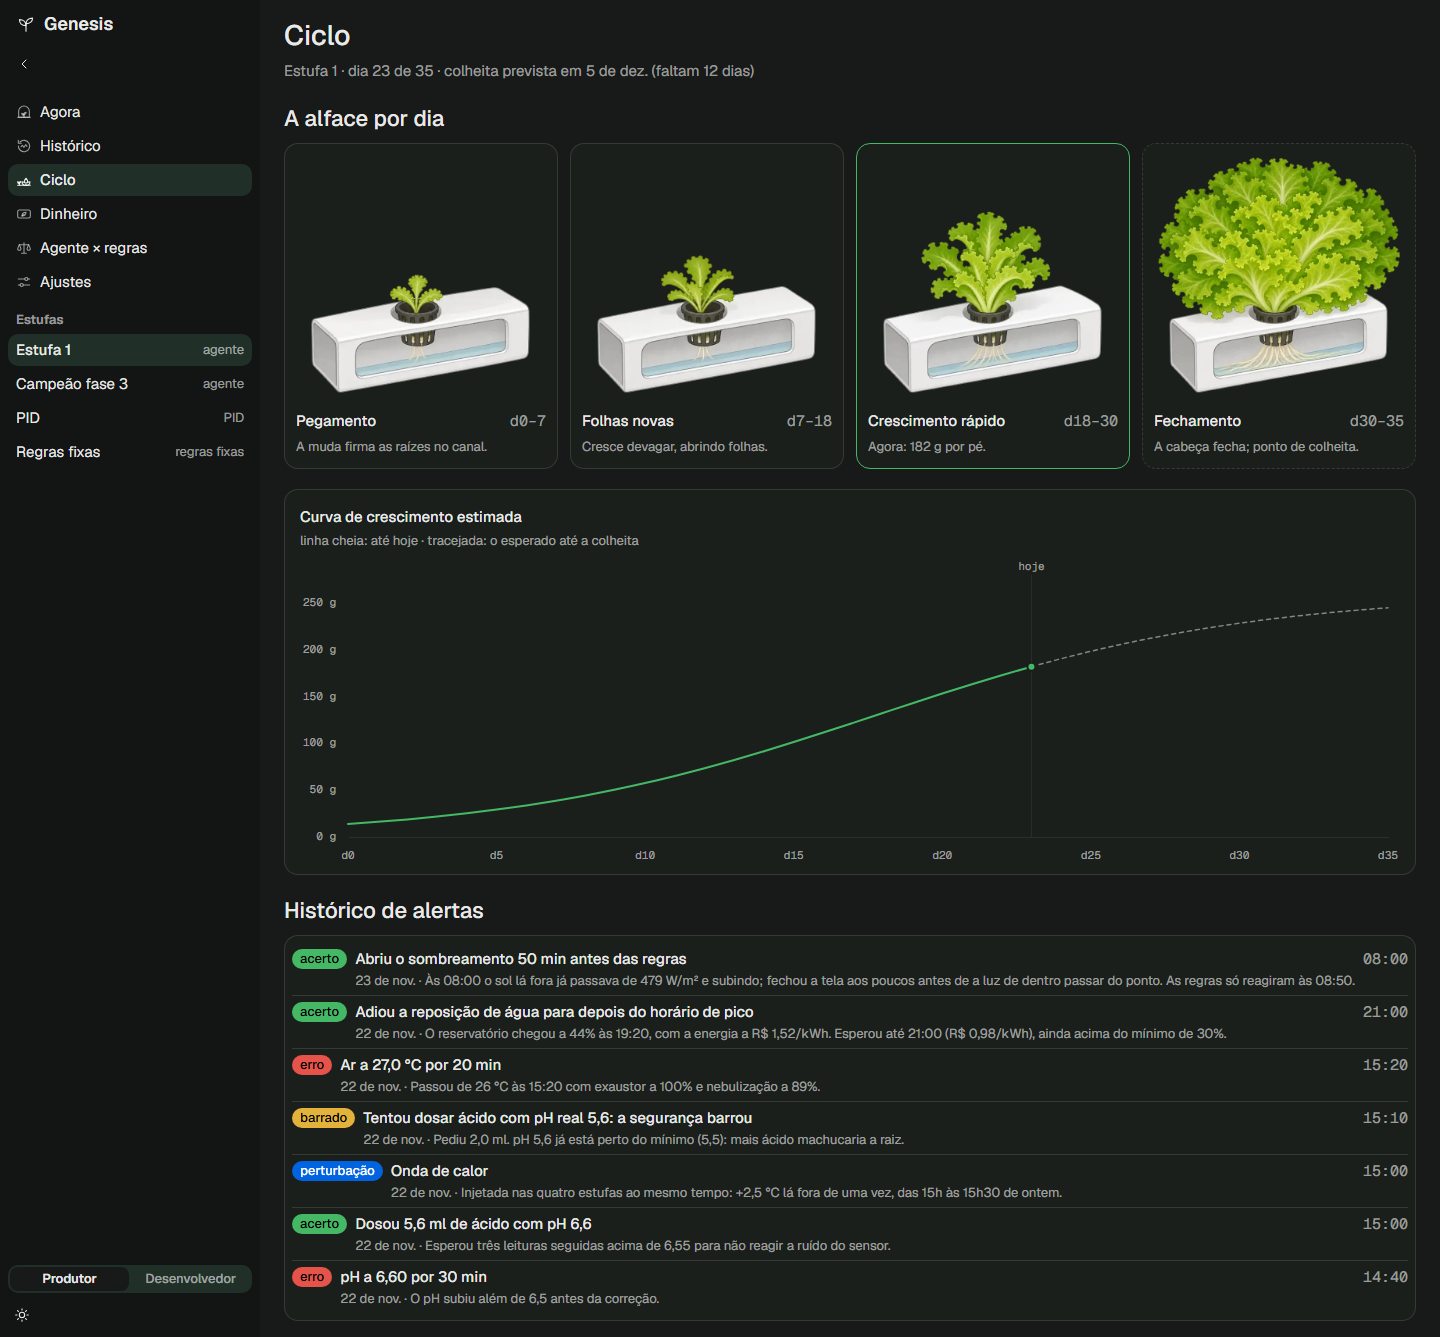 Genesis
Agora
Histórico
Ciclo
Dinheiro
Agente × regras
Ajustes
Estufas
Estufa 1 agente
Campeão fase 3 agente
PID PID
Regras fixas regras fixas
Produtor Desenvolvedor
Ciclo
Estufa 1 · dia 23 de 35 · colheita prevista em 5 de dez. (faltam 12 dias)
A alface por dia
Pegamento d0–7
A muda firma as raízes no canal.
Folhas novas d7–18
Cresce devagar, abrindo folhas.
Crescimento rápido d18–30
Agora: 182 g por pé.
Fechamento d30–35
A cabeça fecha; ponto de colheita.
Curva de crescimento estimada
linha cheia: até hoje · tracejada: o esperado até a colheita
hoje
250 g
200 g
150 g
100 g
50 g
0 g
d0 d5 d10 d15 d20 d25 d30 d35
Histórico de alertas
acerto Abriu o sombreamento 50 min antes das regras 08:00
23 de nov. · Às 08:00 o sol lá fora já passava de 479 W/m² e subindo; fechou a tela aos poucos antes de a luz de dentro passar do ponto. As regras só reagiram às 08:50.
acerto Adiou a reposição de água para depois do horário de pico 21:00
22 de nov. · O reservatório chegou a 44% às 19:20, com a energia a R$ 1,52/kWh. Esperou até 21:00 (R$ 0,98/kWh), ainda acima do mínimo de 30%.
erro Ar a 27,0 °C por 20 min 15:20
22 de nov. · Passou de 26 °C às 15:20 com exaustor a 100% e nebulização a 89%.
barrado Tentou dosar ácido com pH real 5,6: a segurança barrou 15:10
22 de nov. · Pediu 2,0 ml. pH 5,6 já está perto do mínimo (5,5): mais ácido machucaria a raiz.
perturbação Onda de calor 15:00
22 de nov. · Injetada nas quatro estufas ao mesmo tempo: +2,5 °C lá fora de uma vez, das 15h às 15h30 de ontem.
acerto Dosou 5,6 ml de ácido com pH 6,6 15:00
22 de nov. · Esperou três leituras seguidas acima de 6,55 para não reagir a ruído do sensor.
erro pH a 6,60 por 30 min 14:40
22 de nov. · O pH subiu além de 6,5 antes da correção.